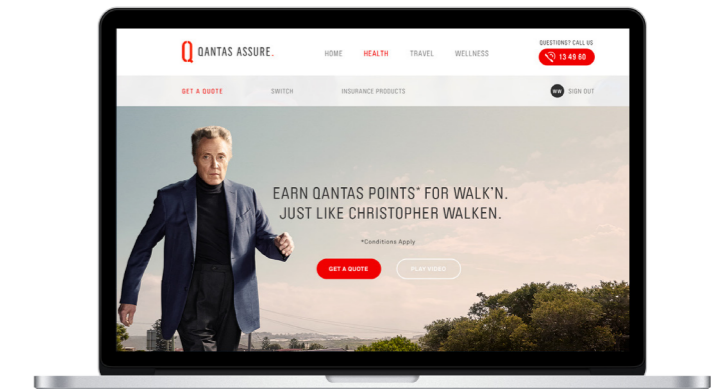 QUESTIONS? CALL US
QANTAS ASSURE. HOME HEALTH TRAVEL WELLNESS 13 49 60
GET A QUOTE SWITCH INSURANCE PRODUCTS WW SIGN OUT
EARN QANTAS POINTS* FOR WALK'N.
JUST LIKE CHRISTOPHER WALKEN.
*Conditions Apply
GET A QUOTE PLAY VIDEO